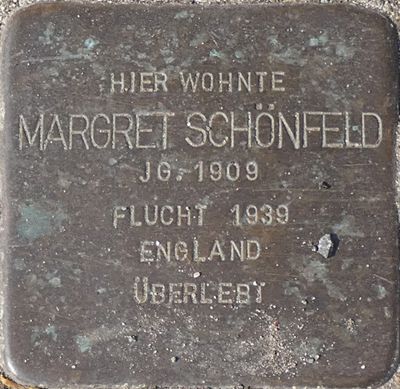 HIER WOHNTE
MARGRET SCHÖNFELD
JG. 1909
FLUCHT 1939
ENGLAND
ÜBERLEBT